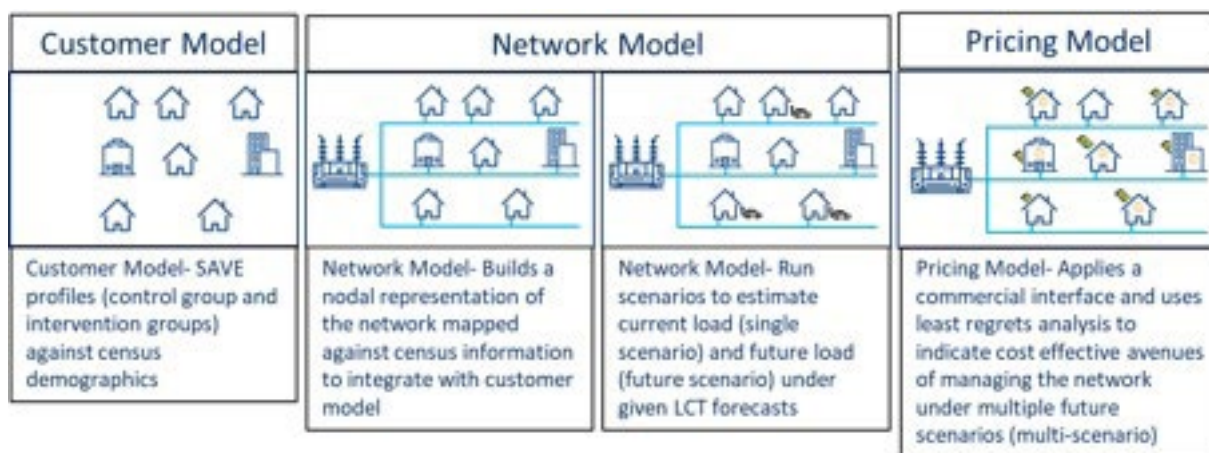 Customer Model
Network Model
Pricing Model
Customer Model- SAVE
profiles (control group and
intervention groups)
against census
demographics
Network Model- Builds a
nodal representation of
the network mapped
against census information
to integrate with customer
model
Network Model- Run
scenarios to estimate
current load (single
scenario) and future load
(future scenario) under
given LCT forecasts
Pricing Model- Applies a
commercial interface and uses
least regrets analysis to
indicate cost effective avenues
of managing the network
under multiple future
scenarios (multi-scenario)